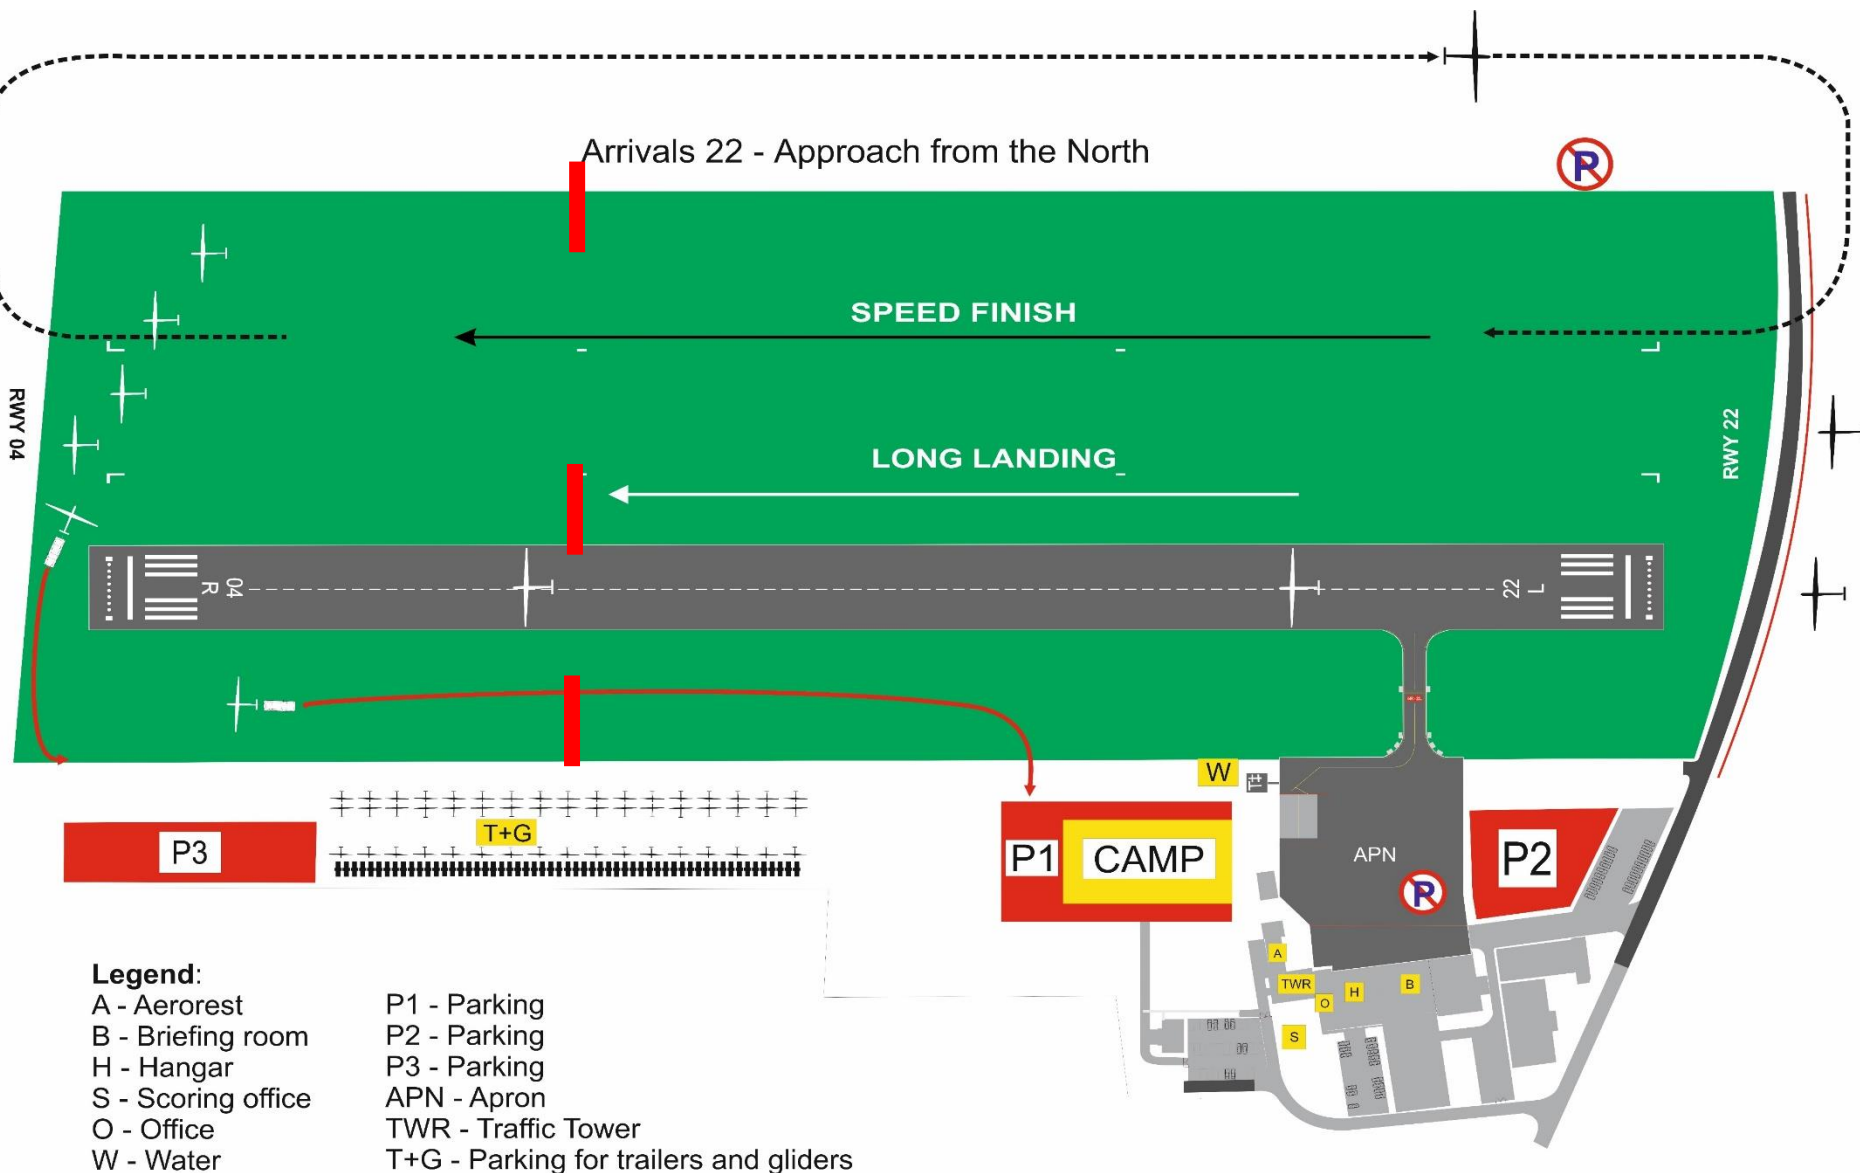 Arrivals 22 - Approach from the North
P
SPEED FINISH
RWY 04
RWY 22
LONG LANDING
04
R
22
L
W
T+G
P3
P1
CAMP
APN
P2
P
A
TWR
O
H
B
S
Legend:
A - Aerorest
B - Briefing room
H - Hangar
S - Scoring office
O - Office
W - Water
P1 - Parking
P2 - Parking
P3 - Parking
APN - Apron
TWR - Traffic Tower
T+G - Parking for trailers and gliders